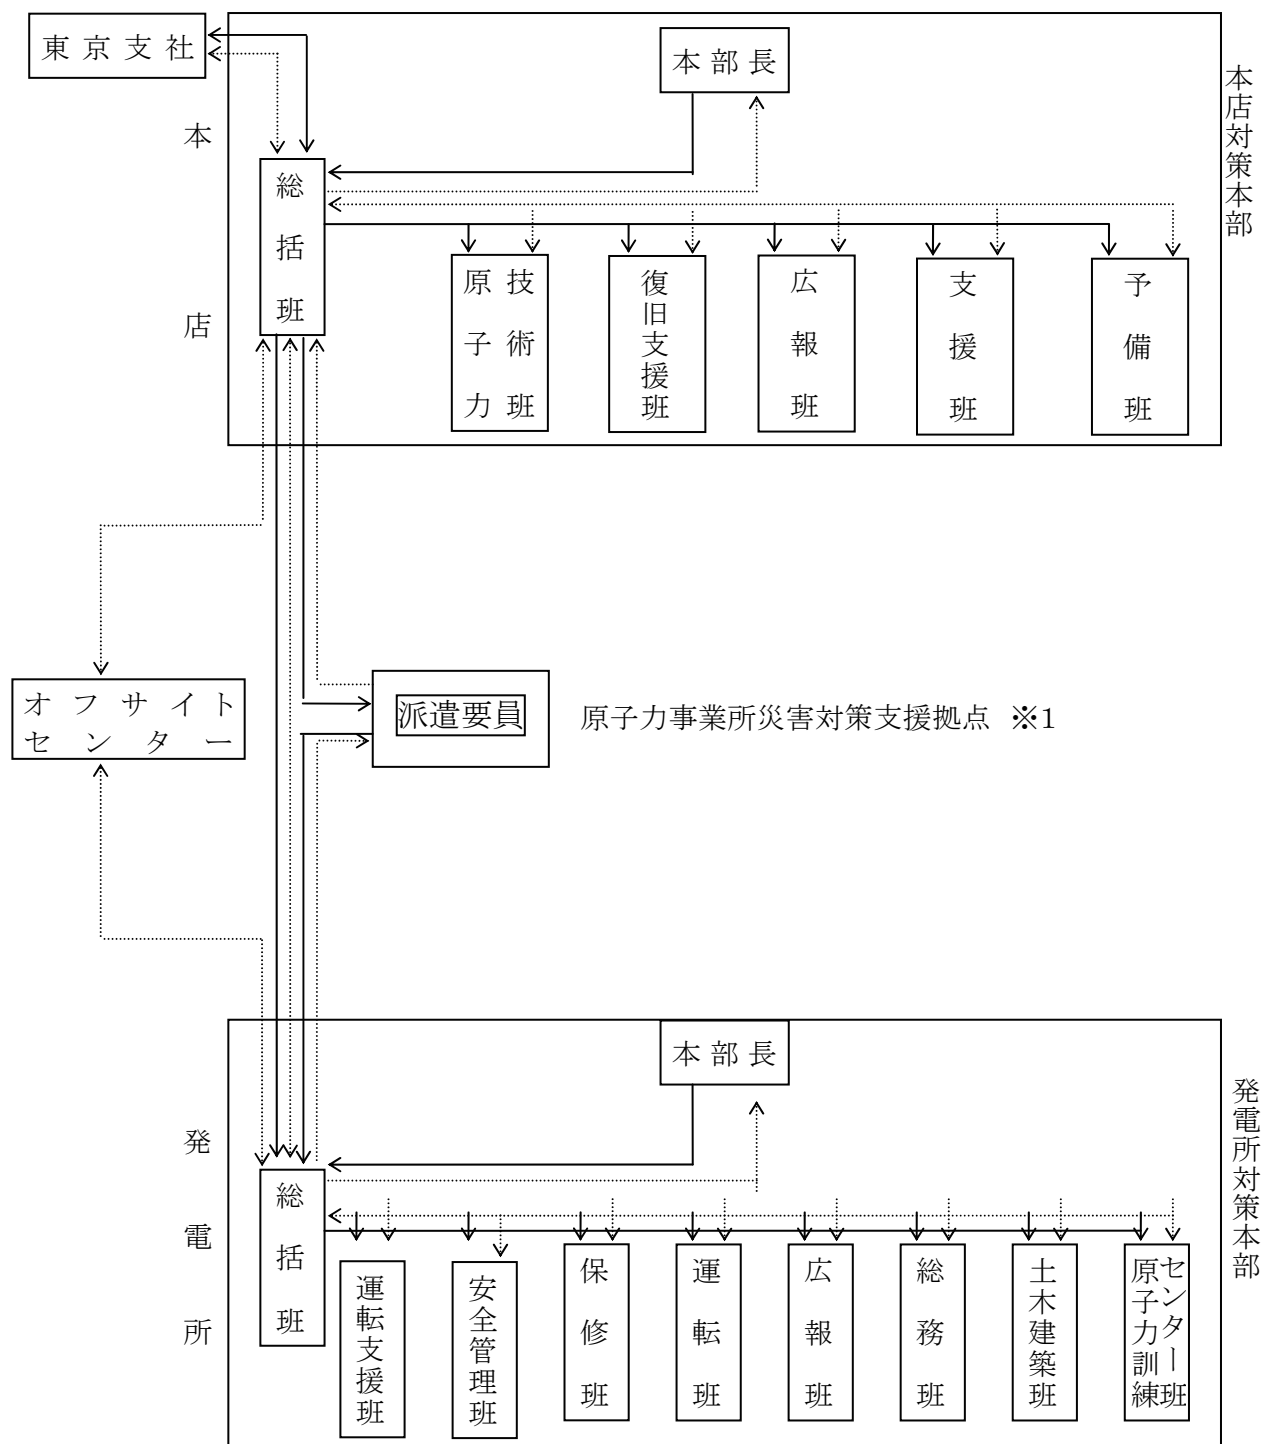 東京支社
本部長
本店対策本部
本店
総括班
原子力
技術班
復旧支援班
広報班
支援班
予備班
オフサイト
センター
派遣要員
原子力事業所災害対策支援拠点 ※1
本部長
発電所対策本部
発電所
総括班
運転支援班
安全管理班
保修班
運転班
広報班
総務班
土木建築班
原子力訓練
センター班